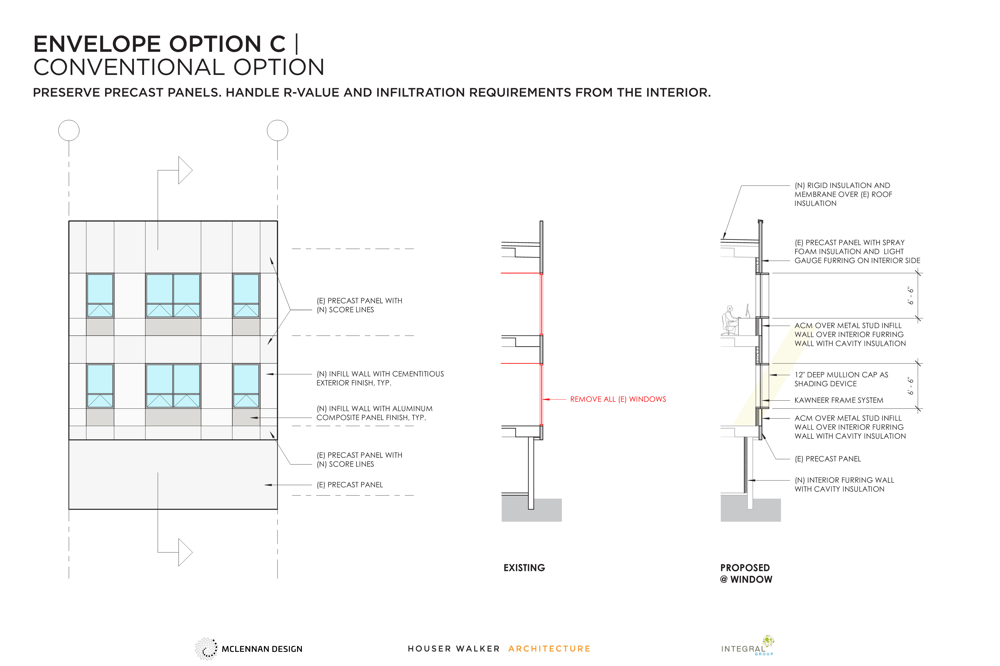 ENVELOPE OPTION C |
CONVENTIONAL OPTION
PRESERVE PRECAST PANELS. HANDLE R-VALUE AND INFILTRATION REQUIREMENTS FROM THE INTERIOR.
(E) PRECAST PANEL WITH
(N) SCORE LINES
(N) INFILL WALL WITH CEMENTITIOUS
EXTERIOR FINISH, TYP.
(N) INFILL WALL WITH ALUMINUM
COMPOSITE PANEL FINISH, TYP.
(E) PRECAST PANEL WITH
(N) SCORE LINES
(E) PRECAST PANEL
REMOVE ALL (E) WINDOWS
EXISTING
(N) RIGID INSULATION AND
MEMBRANE OVER (E) ROOF
INSULATION
(E) PRECAST PANEL WITH SPRAY
FOAM INSULATION AND LIGHT
GAUGE FURRING ON INTERIOR SIDE
6' - 6"
ACM OVER METAL STUD INFILL
WALL OVER INTERIOR FURRING
WALL WITH CAVITY INSULATION
12" DEEP MULLION CAP AS
SHADING DEVICE
6' - 6"
KAWNEER FRAME SYSTEM
ACM OVER METAL STUD INFILL
WALL OVER INTERIOR FURRING
WALL WITH CAVITY INSULATION
(E) PRECAST PANEL
(N) INTERIOR FURRING WALL
WITH CAVITY INSULATION
PROPOSED
@ WINDOW
MCLENNAN DESIGN
HOUSER WALKER ARCHITECTURE
INTEGRAL
GROUP